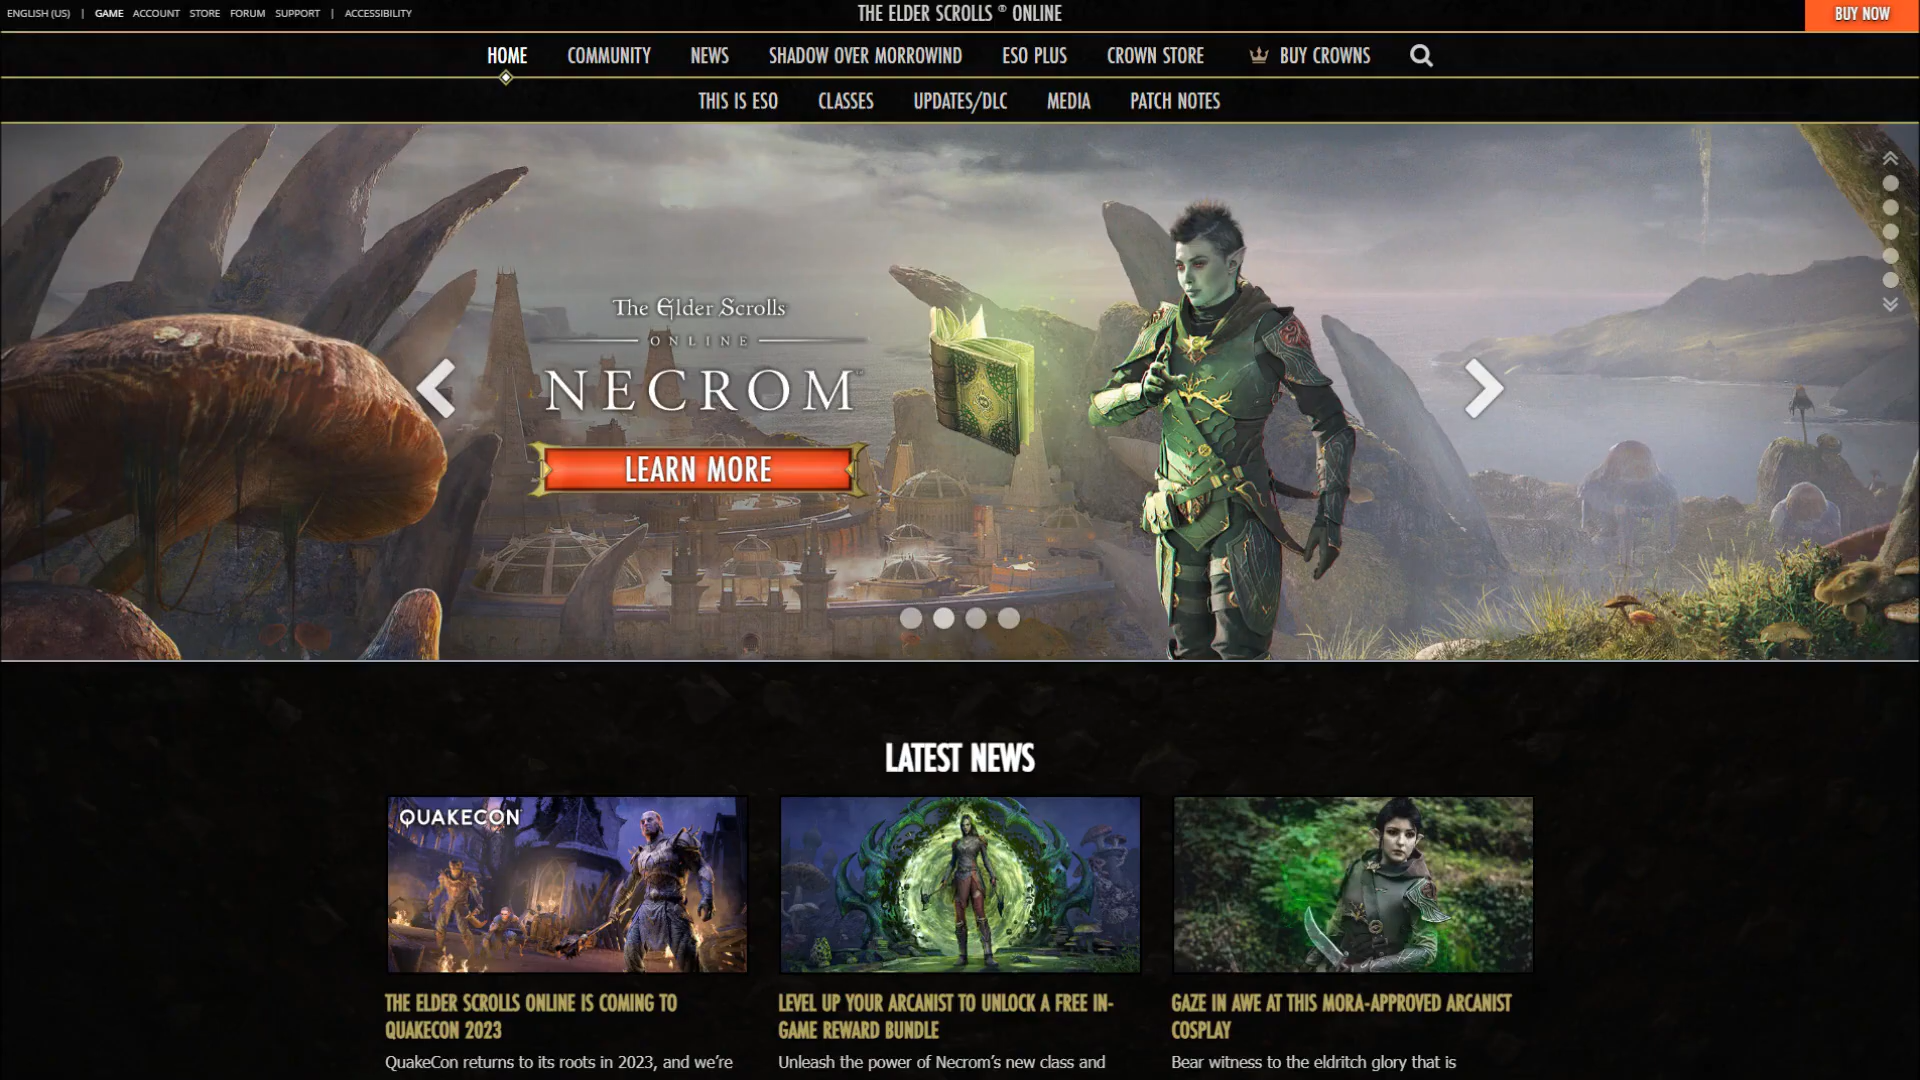 ENGLISH (US) | GAME ACCOUNT STORE FORUM SUPPORT | ACCESSIBILITY
THE ELDER SCROLLS ® ONLINE
BUY NOW
HOME COMMUNITY NEWS SHADOW OVER MORROWIND ESO PLUS CROWN STORE BUY CROWNS
THIS IS ESO CLASSES UPDATES/DLC MEDIA PATCH NOTES
The Elder Scrolls
ONLINE
NECROM™
LEARN MORE
LATEST NEWS
QUAKECON
THE ELDER SCROLLS ONLINE IS COMING TO
QUAKECON 2023
QuakeCon returns to its roots in 2023, and we’re
LEVEL UP YOUR ARCANIST TO UNLOCK A FREE IN-
GAME REWARD BUNDLE
Unleash the power of Necrom’s new class and
GAZE IN AWE AT THIS MORA-APPROVED ARCANIST
COSPLAY
Bear witness to the eldritch glory that is